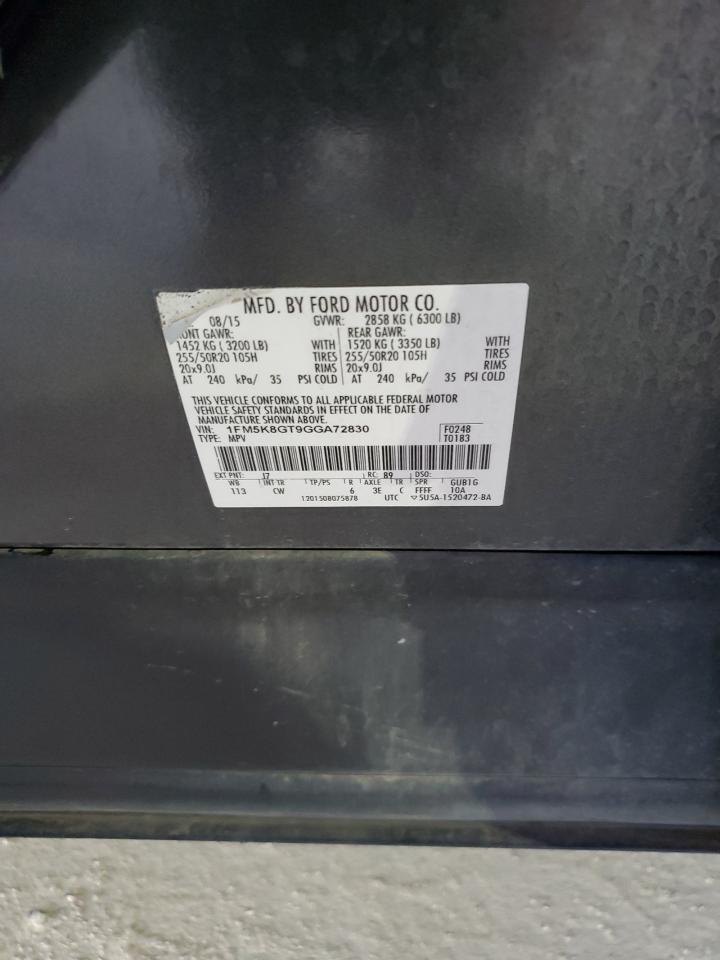 MFD. BY FORD MOTOR CO.
08/15 GVWR: 2858 KG ( 6300 LB)
ONT GAWR: REAR GAWR:
1452 KG ( 3200 LB) WITH 1520 KG ( 3350 LB) WITH
255/50R20 105H TIRES 255/50R20 105H TIRES
20x9.0J RIMS 20x9.0J RIMS
AT 240 kPa/ 35 PSI COLD AT 240 kPa/ 35 PSI COLD
THIS VEHICLE CONFORMS TO ALL APPLICABLE FEDERAL MOTOR
VEHICLE SAFETY STANDARDS IN EFFECT ON THE DATE OF
MANUFACTURE SHOWN ABOVE.
VIN: 1FM5K8GT9GGA72830 F0248
TYPE: MPV T0183
EXT PNT: J7 RC: 89 DSO:
WB INT TR TP/PS R AXLE TR SPR GUB1G
113 CW 6 3E C FFFF 10A
1201508075878 UTC 5U5A-1520472-BA